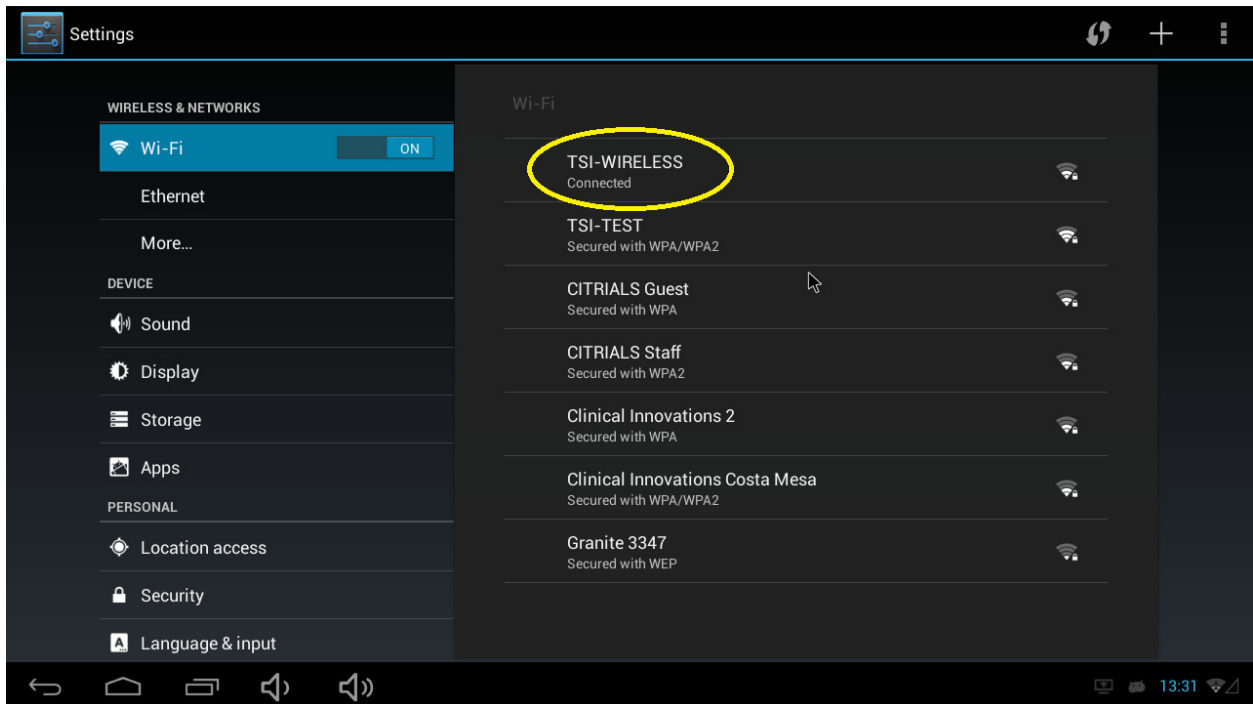 Settings
WIRELESS & NETWORKS
Wi-Fi
ON
Ethernet
More...
DEVICE
Sound
Display
Storage
Apps
PERSONAL
Location access
Security
Language & input
Wi-Fi
TSI-WIRELESS
Connected
TSI-TEST
Secured with WPA/WPA2
CITRIALS Guest
Secured with WPA
CITRIALS Staff
Secured with WPA2
Clinical Innovations 2
Secured with WPA
Clinical Innovations Costa Mesa
Secured with WPA/WPA2
Granite 3347
Secured with WEP
13:31